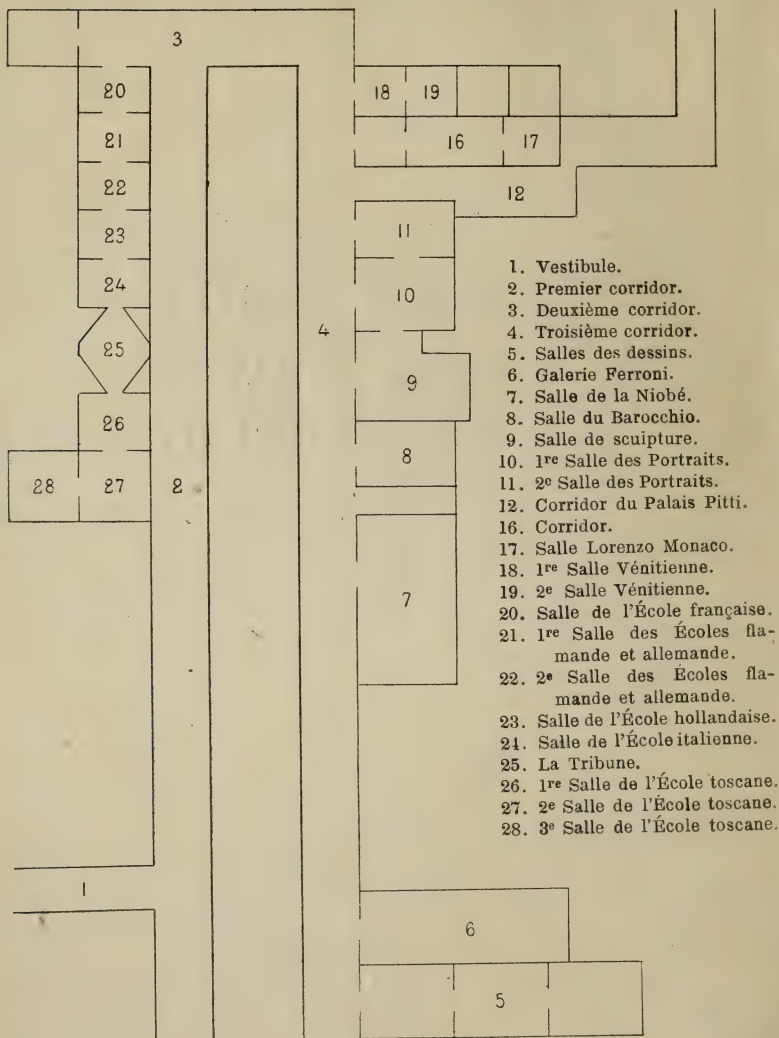 3
20
18
19
21
16
17
22
12
23
11
24
10
4
25
9
26
8
28
27
2
7
1
6
5
1. Vestibule.
2. Premier corridor.
3. Deuxième corridor.
4. Troisième corridor.
5. Salles des dessins.
6. Galerie Ferroni.
7. Salle de la Niobé.
8. Salle du Barocchio.
9. Salle de sculpture.
10. 1re Salle des Portraits.
11. 2e Salle des Portraits.
12. Corridor du Palais Pitti.
16. Corridor.
17. Salle Lorenzo Monaco.
18. 1re Salle Vénitienne.
19. 2e Salle Vénitienne.
20. Salle de l'École française.
21. 1re Salle des Écoles fla-
mande et allemande.
22. 2e Salle des Écoles fla-
mande et allemande.
23. Salle de l'École hollandaise.
24. Salle de l'École italienne.
25. La Tribune.
26. 1re Salle de l'École toscane.
27. 2e Salle de l'École toscane.
28. 3e Salle de l'École toscane.